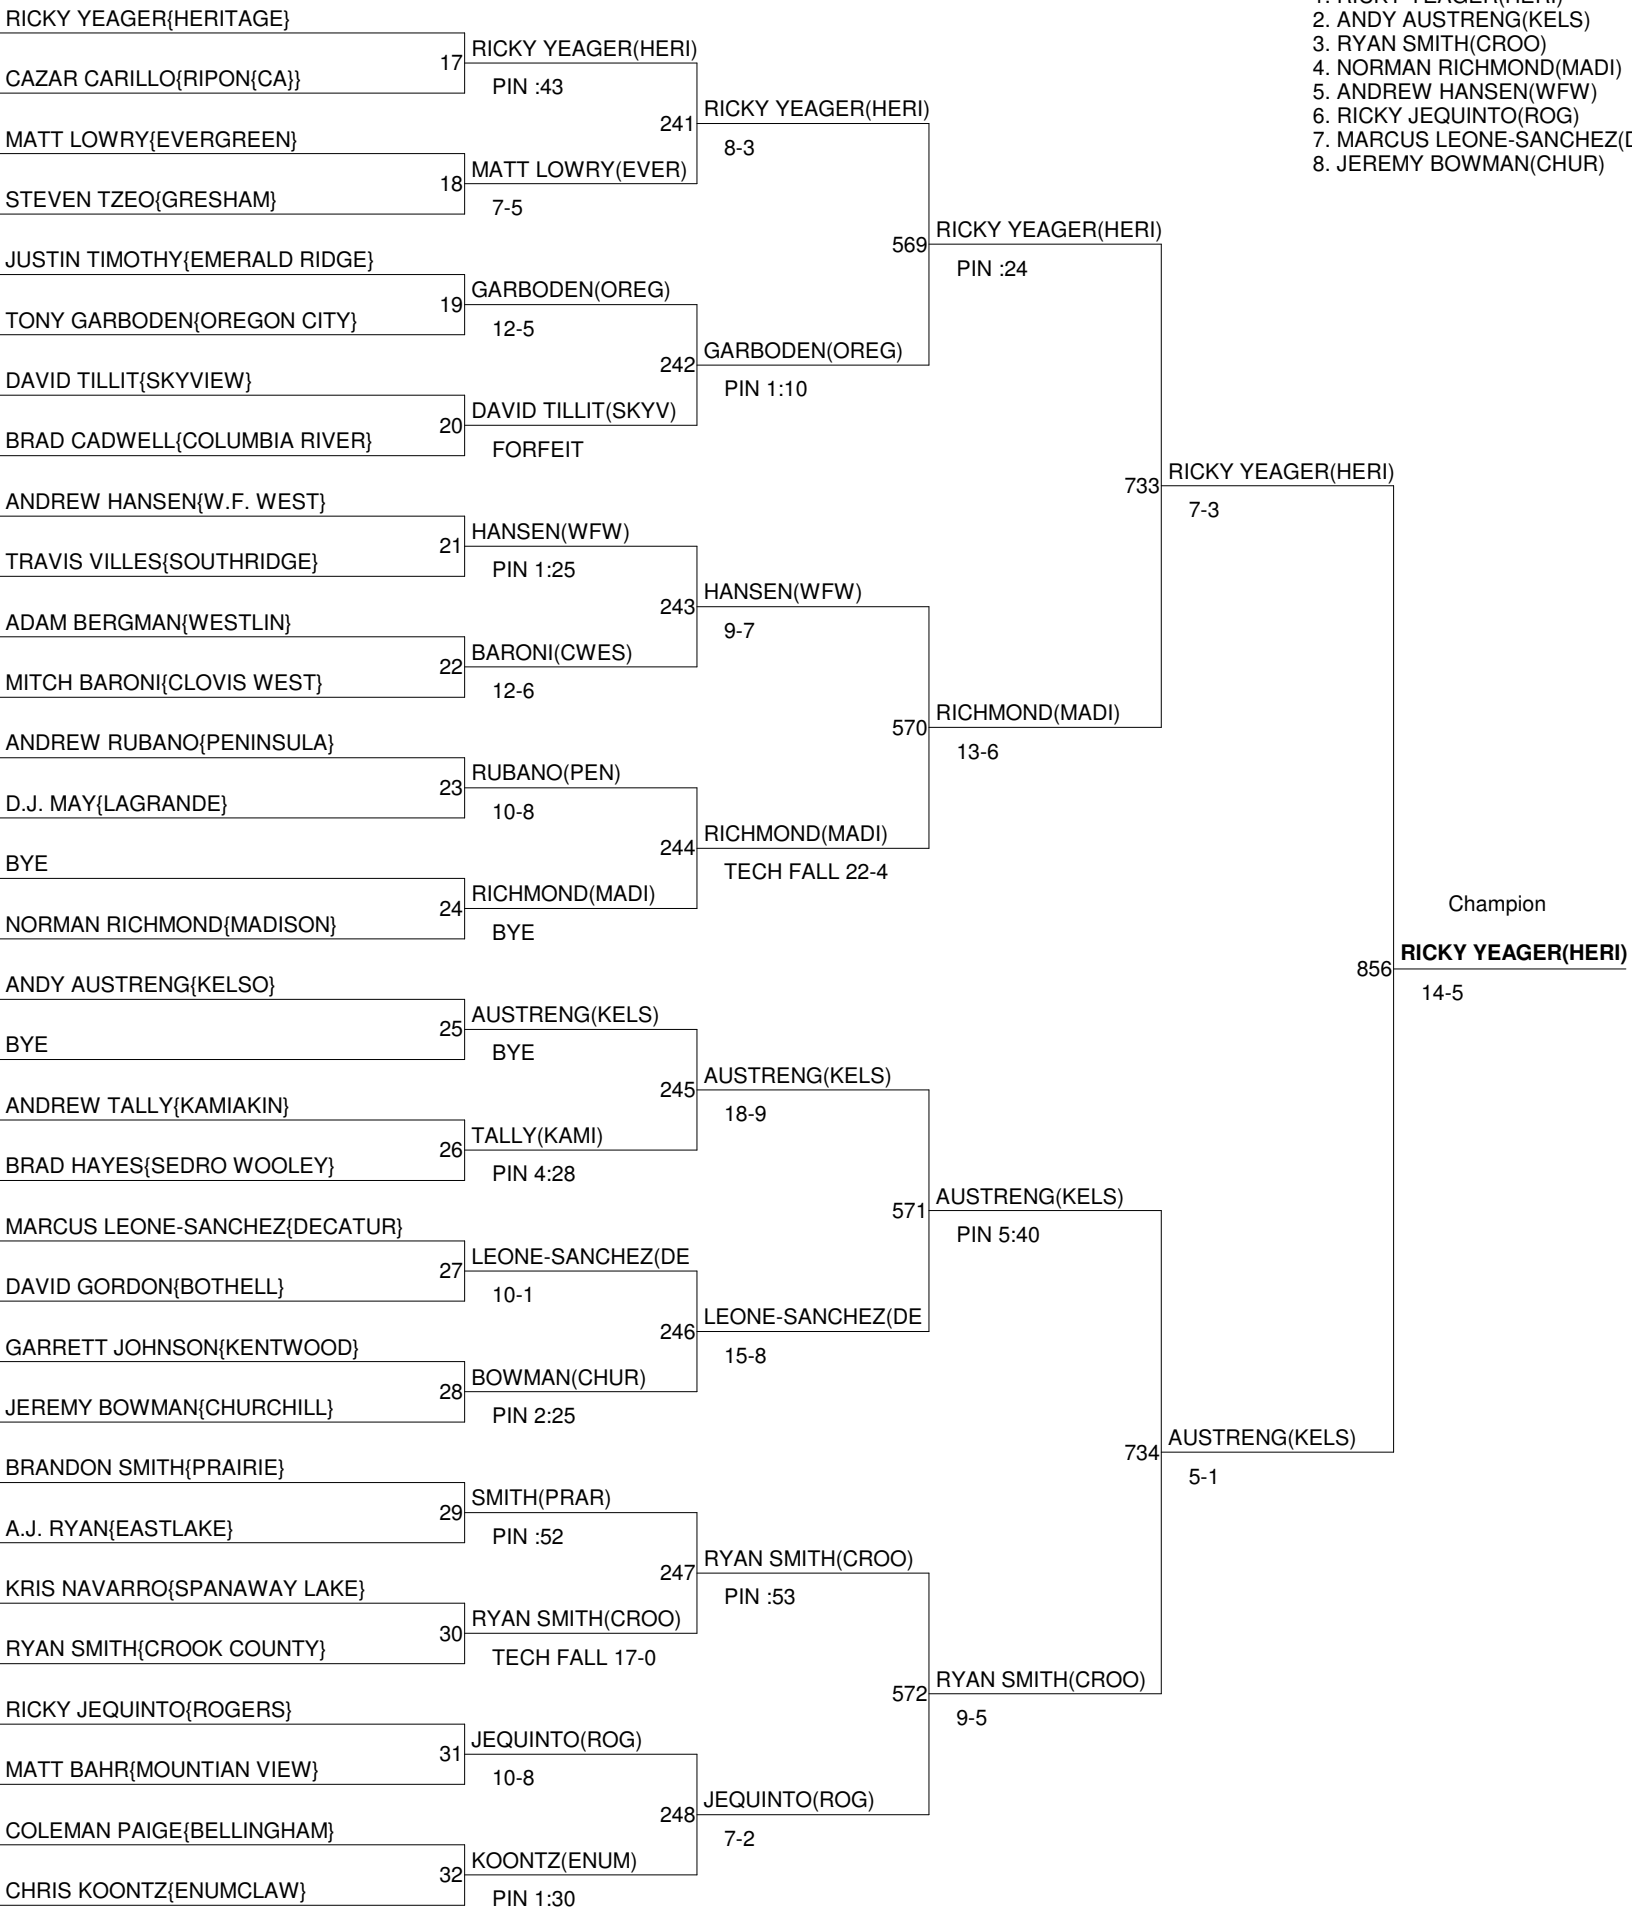 RICKY YEAGER{HERITAGE}
CAZAR CARILLO{RIPON{CA}}
MATT LOWRY{EVERGREEN}
STEVEN TZEO{GRESHAM}
JUSTIN TIMOTHY{EMERALD RIDGE}
TONY GARBODEN{OREGON CITY}
DAVID TILLIT{SKYVIEW}
BRAD CADWELL{COLUMBIA RIVER}
ANDREW HANSEN{W.F. WEST}
TRAVIS VILLES{SOUTHRIDGE}
ADAM BERGMAN{WESTLIN}
MITCH BARONI{CLOVIS WEST}
ANDREW RUBANO{PENINSULA}
D.J. MAY{LAGRANDE}
BYE
NORMAN RICHMOND{MADISON}
ANDY AUSTRENG{KELSO}
BYE
ANDREW TALLY{KAMIAKIN}
BRAD HAYES{SEDRO WOOLEY}
MARCUS LEONE-SANCHEZ{DECATUR}
DAVID GORDON{BOTHELL}
GARRETT JOHNSON{KENTWOOD}
JEREMY BOWMAN{CHURCHILL}
BRANDON SMITH{PRAIRIE}
A.J. RYAN{EASTLAKE}
KRIS NAVARRO{SPANAWAY LAKE}
RYAN SMITH{CROOK COUNTY}
RICKY JEQUINTO{ROGERS}
MATT BAHR{MOUNTIAN VIEW}
COLEMAN PAIGE{BELLINGHAM}
CHRIS KOONTZ{ENUMCLAW}
17 RICKY YEAGER(HERI)
PIN :43
18 MATT LOWRY(EVER)
7-5
19 GARBODEN(OREG)
12-5
20 DAVID TILLIT(SKYV)
FORFEIT
21 HANSEN(WFW)
PIN 1:25
22 BARONI(CWES)
12-6
23 RUBANO(PEN)
10-8
24 RICHMOND(MADI)
BYE
25 AUSTRENG(KELS)
BYE
26 TALLY(KAMI)
PIN 4:28
27 LEONE-SANCHEZ(DE
10-1
28 BOWMAN(CHUR)
PIN 2:25
29 SMITH(PRAR)
PIN :52
30 RYAN SMITH(CROO)
TECH FALL 17-0
31 JEQUINTO(ROG)
10-8
32 KOONTZ(ENUM)
PIN 1:30
241 RICKY YEAGER(HERI)
8-3
242 GARBODEN(OREG)
PIN 1:10
243 HANSEN(WFW)
9-7
244 RICHMOND(MADI)
TECH FALL 22-4
245 AUSTRENG(KELS)
18-9
246 LEONE-SANCHEZ(DE
15-8
247 RYAN SMITH(CROO)
PIN :53
248 JEQUINTO(ROG)
7-2
569 RICKY YEAGER(HERI)
PIN :24
570 RICHMOND(MADI)
13-6
571 AUSTRENG(KELS)
PIN 5:40
572 RYAN SMITH(CROO)
9-5
733 RICKY YEAGER(HERI)
7-3
734 AUSTRENG(KELS)
5-1
Champion
856 RICKY YEAGER(HERI)
14-5
1. RICKY YEAGER(HERI)
2. ANDY AUSTRENG(KELS)
3. RYAN SMITH(CROO)
4. NORMAN RICHMOND(MADI)
5. ANDREW HANSEN(WFW)
6. RICKY JEQUINTO(ROG)
7. MARCUS LEONE-SANCHEZ(D
8. JEREMY BOWMAN(CHUR)